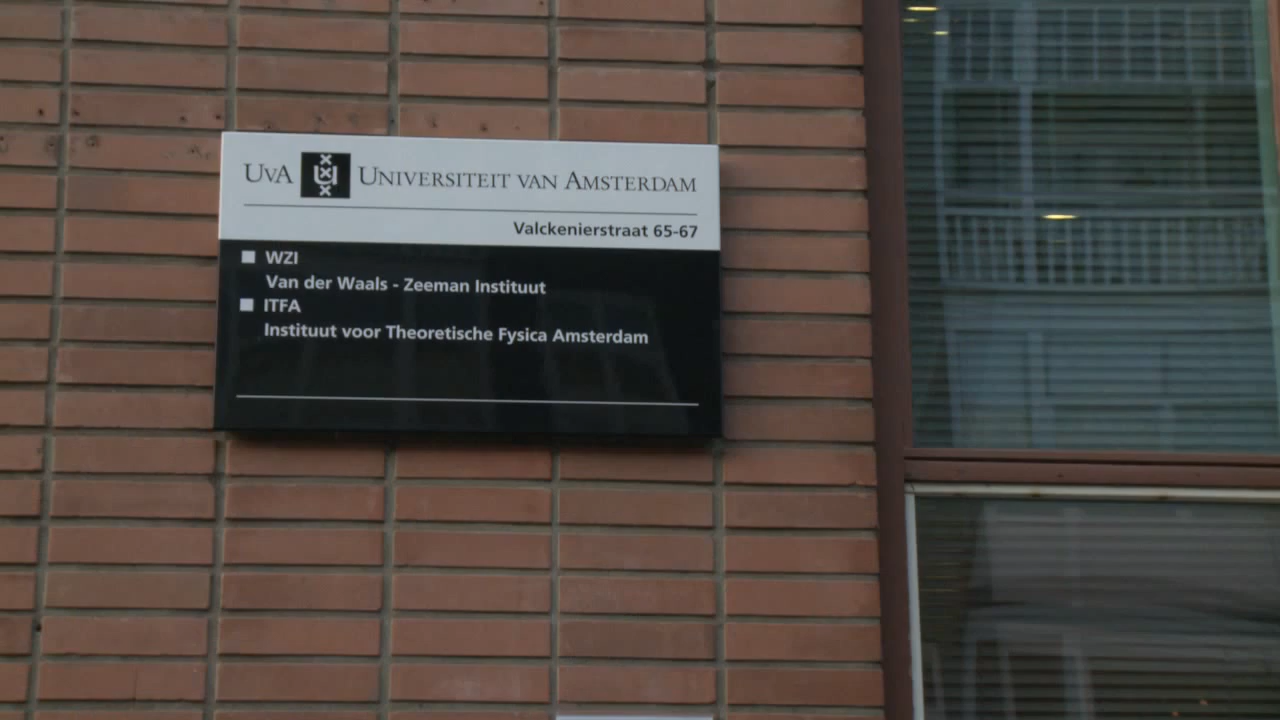 UvA UNIVERSITEIT VAN AMSTERDAM
Valckenierstraat 65-67
WZI
Van der Waals - Zeeman Instituut
ITFA
Instituut voor Theoretische Fysica Amsterdam